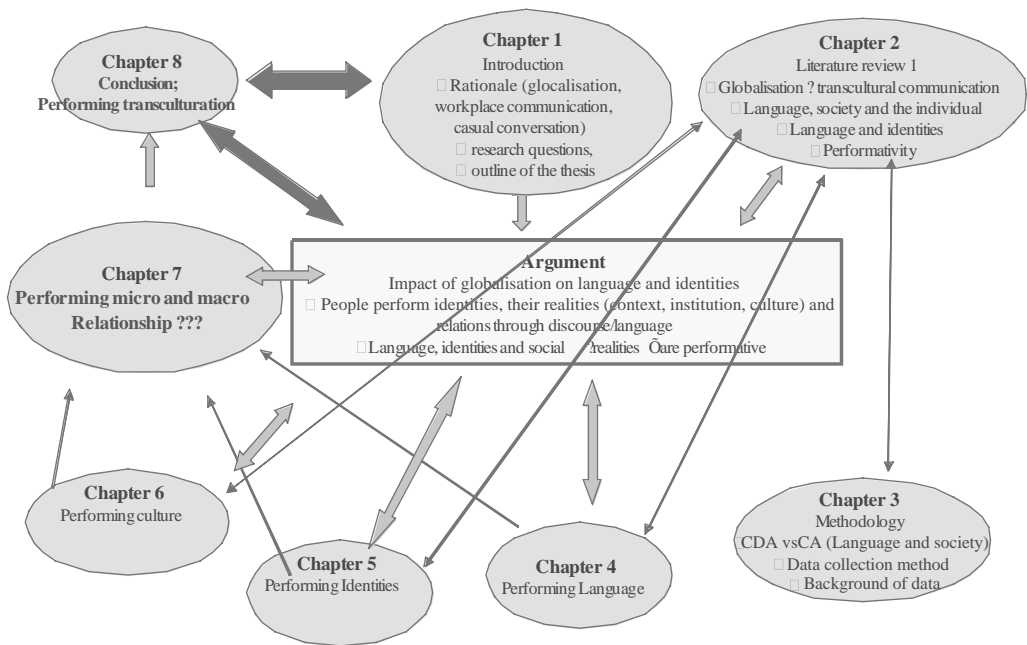 Chapter 8
Conclusion;
Performing transculturation
Chapter 1
Introduction
□ Rationale (glocalisation,
workplace communication,
casual conversation)
□ research questions,
□ outline of the thesis
Chapter 2
Literature review 1
□ Globalisation ? transcultural communication
□ Language, society and the individual
□ Language and identities
□ Performativity
Chapter 7
Performing micro and macro
Relationship ???
Argument
Impact of globalisation on language and identities
□ People perform identities, their realities (context, institution, culture) and
relations through discourse/language
□ Language, identities and social ?realities Õare performative
Chapter 6
Performing culture
Chapter 5
Performing Identities
Chapter 4
Performing Language
Chapter 3
Methodology
CDA vsCA (Language and society)
□ Data collection method
□ Background of data